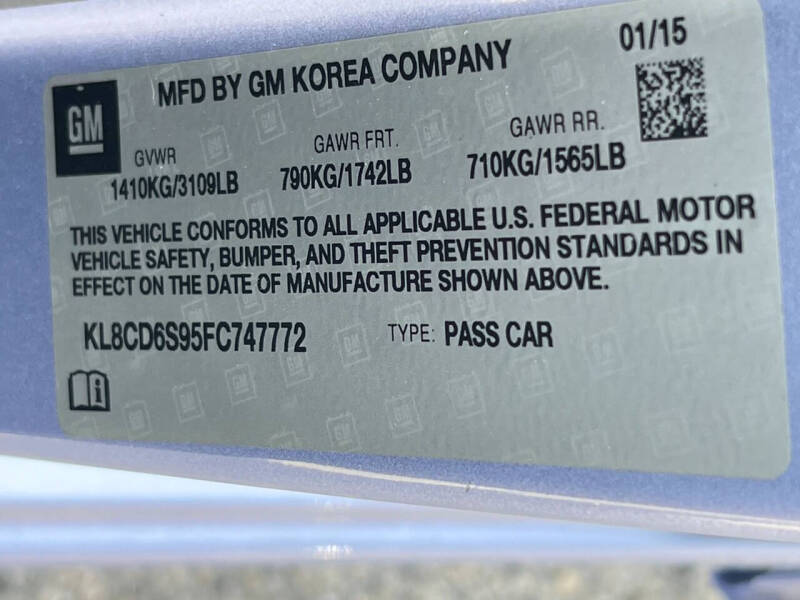 MFD BY GM KOREA COMPANY 01/15
GM
GVWR GAWR FRT. GAWR RR.
1410KG/3109LB 790KG/1742LB 710KG/1565LB
THIS VEHICLE CONFORMS TO ALL APPLICABLE U.S. FEDERAL MOTOR
VEHICLE SAFETY, BUMPER, AND THEFT PREVENTION STANDARDS IN
EFFECT ON THE DATE OF MANUFACTURE SHOWN ABOVE.
KL8CD6S95FC747772 TYPE: PASS CAR